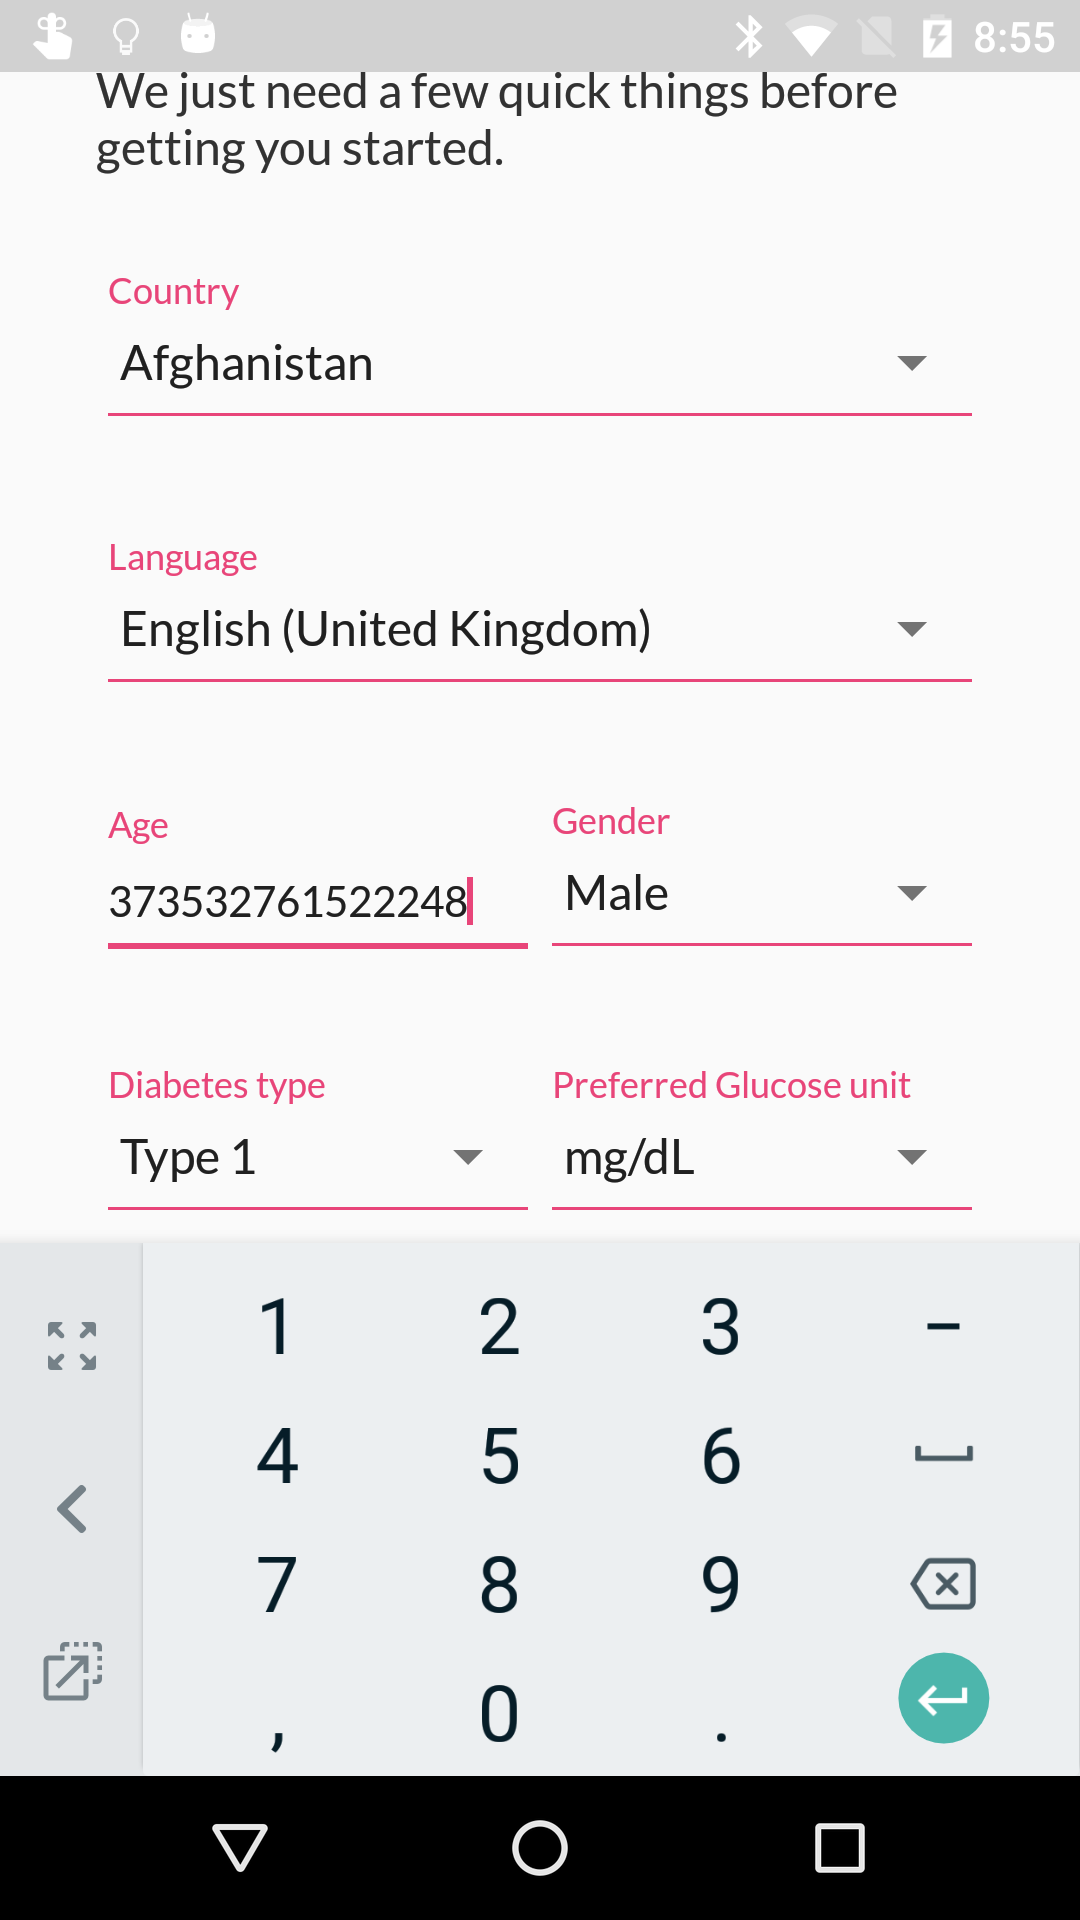 8:55
We just need a few quick things before
getting you started.
Country
Afghanistan
Language
English (United Kingdom)
Age
Gender
373532761522248
Male
Diabetes type
Preferred Glucose unit
Type 1
mg/dL
1 2 3 -
4 5 6
7 8 9
, 0 .